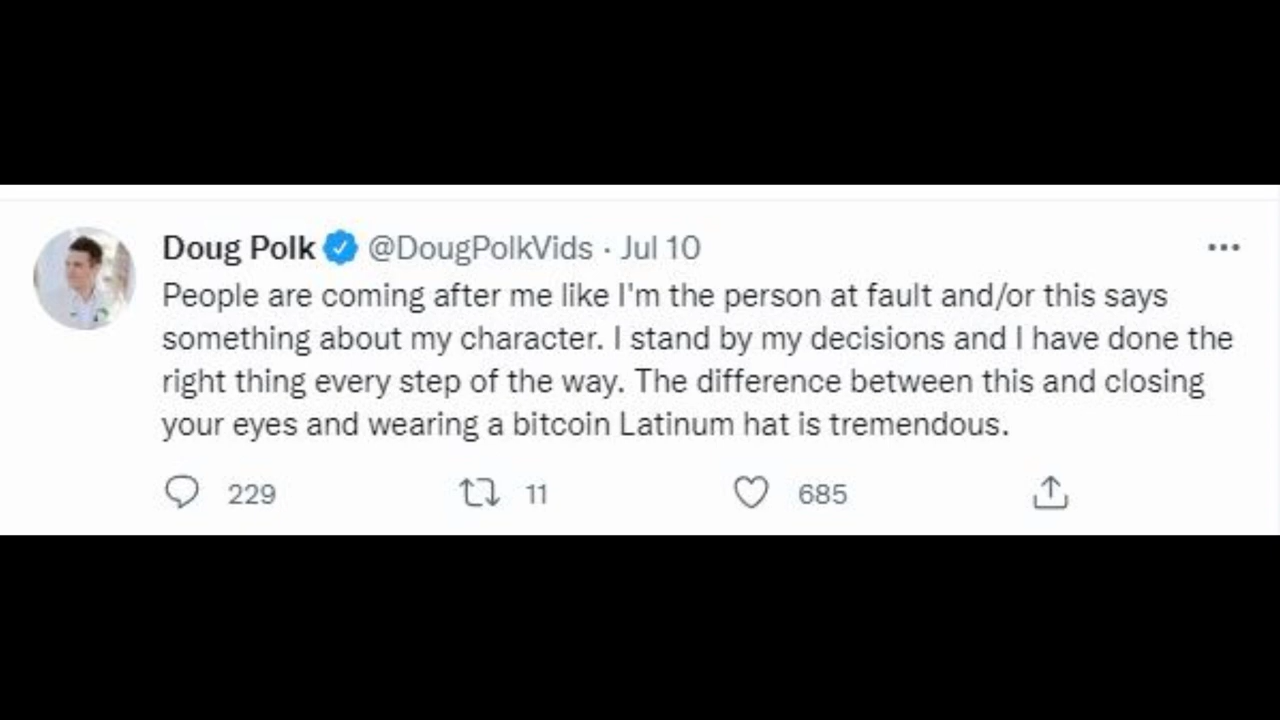 Doug Polk @DougPolkVids · Jul 10
People are coming after me like I'm the person at fault and/or this says
something about my character. I stand by my decisions and I have done the
right thing every step of the way. The difference between this and closing
your eyes and wearing a bitcoin Latinum hat is tremendous.
229 11 685